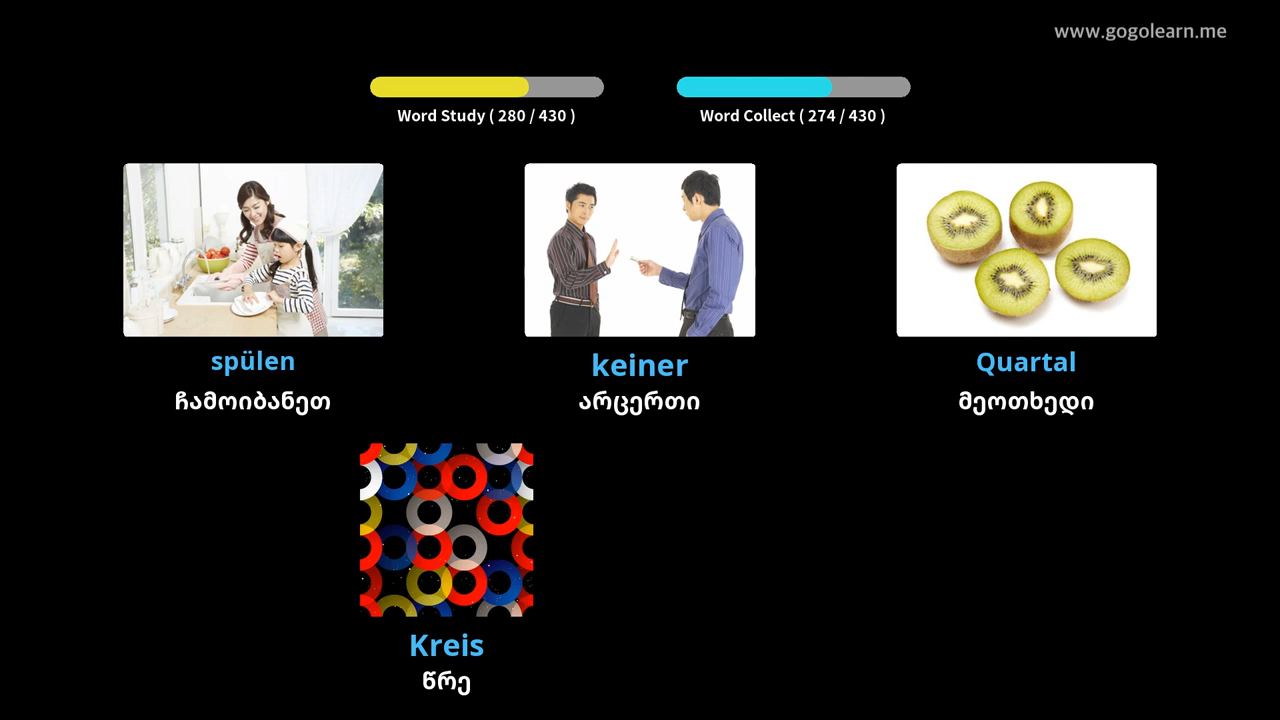 www.gogolearn.me
Word Study ( 280 / 430 )
Word Collect ( 274 / 430 )
spülen
keiner
Quartal
ჩამოიბანეთ
არცერთი
მეოთხედი
Kreis
წრე